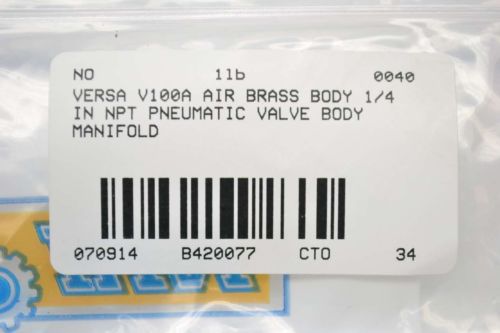 NO 1lb 0040
VERSA V100A AIR BRASS BODY 1/4
IN NPT PNEUMATIC VALVE BODY
MANIFOLD
070914 B420077 CTO 34